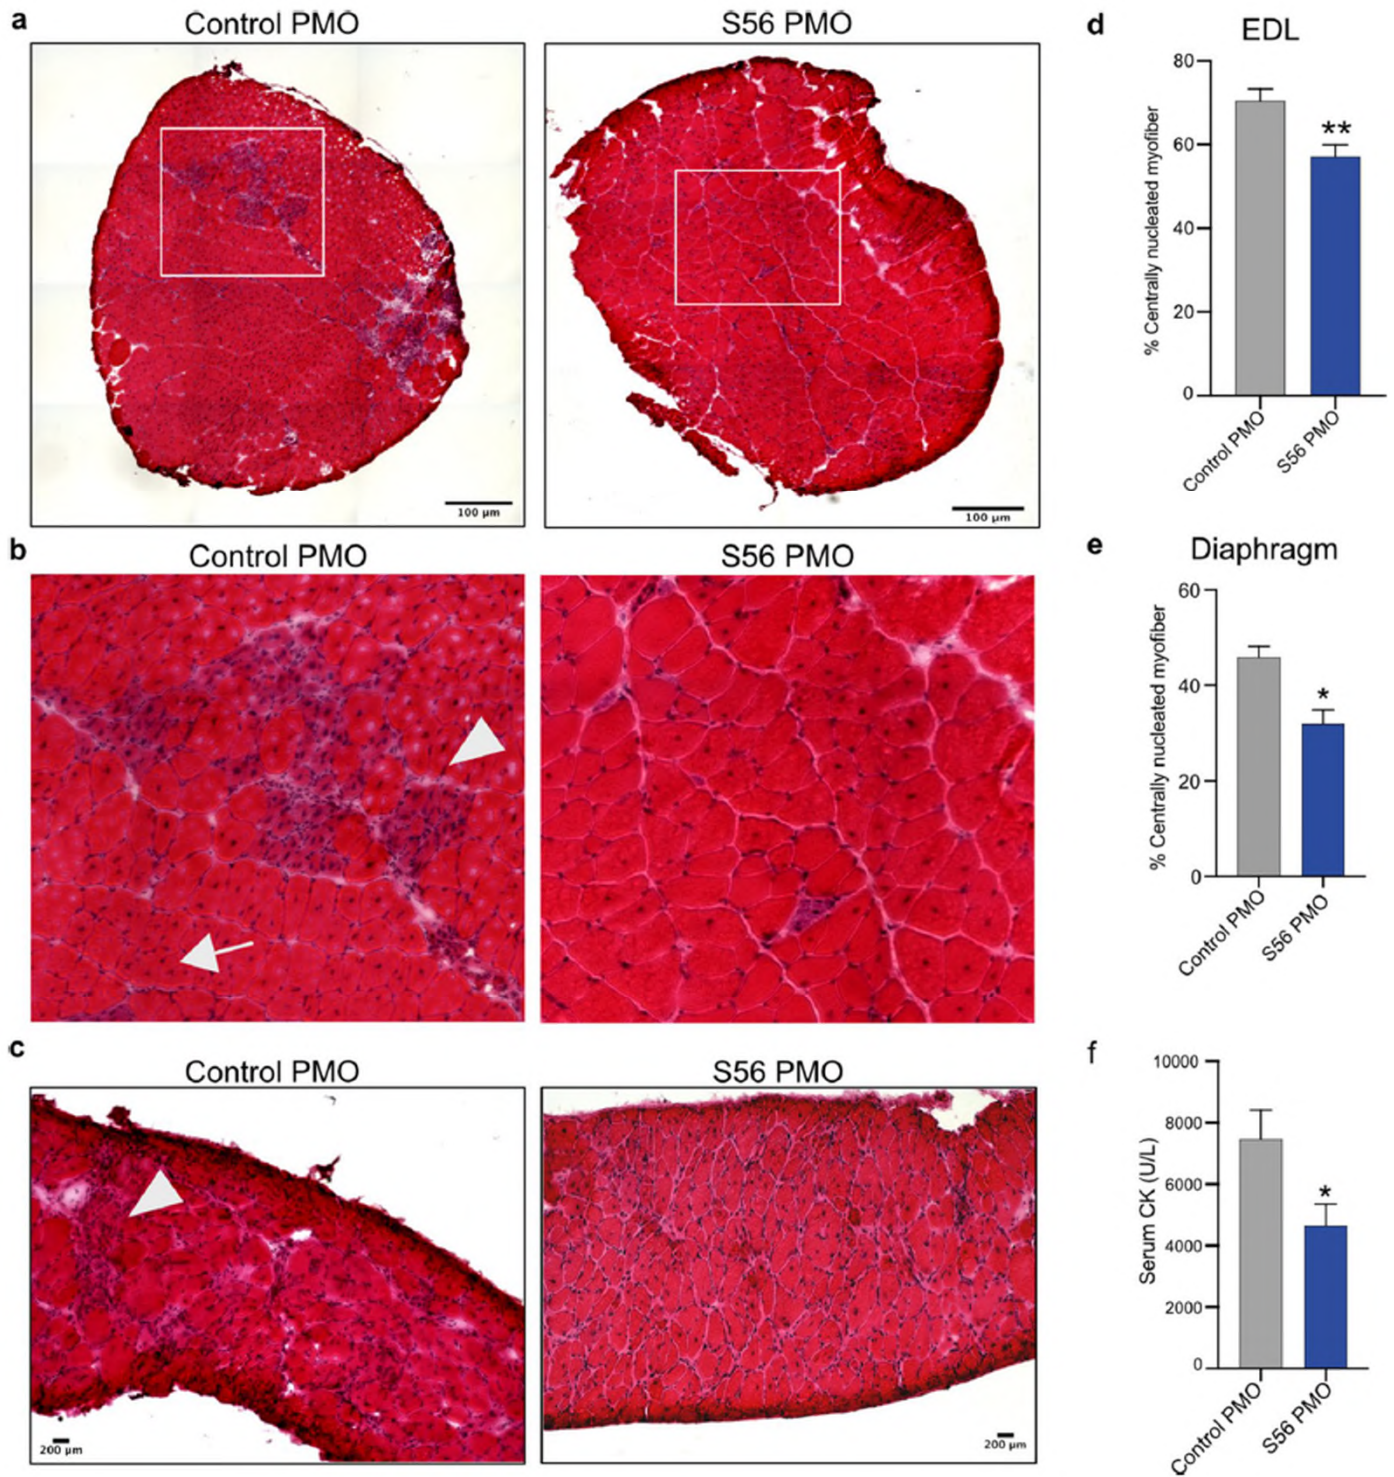 a
Control PMO
S56 PMO
100 µm
100 µm
b
Control PMO
S56 PMO
c
Control PMO
S56 PMO
200 µm
200 µm
d
EDL
% Centrally nucleated myofiber
80
60
40
20
0
**
Control PMO
S56 PMO
e
Diaphragm
% Centrally nucleated myofiber
60
40
20
0
*
Control PMO
S56 PMO
f
Serum CK (U/L)
10000
8000
6000
4000
2000
0
*
Control PMO
S56 PMO